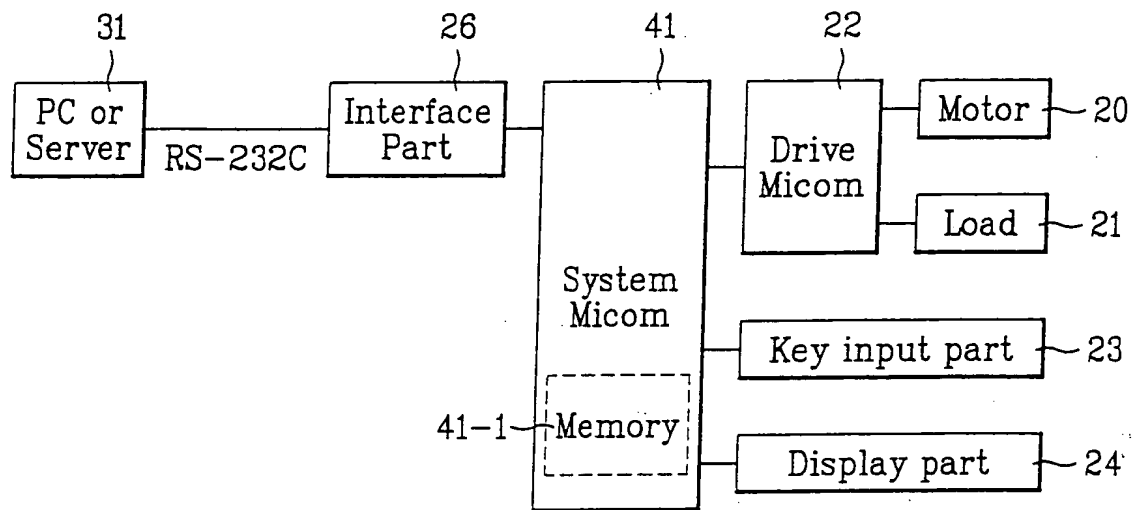 31
26
41
22
PC or
Server
RS-232C
Interface
Part
Drive
Micom
Motor
20
Load
21
System
Micom
Key input part
23
41-1
Memory
Display part
24